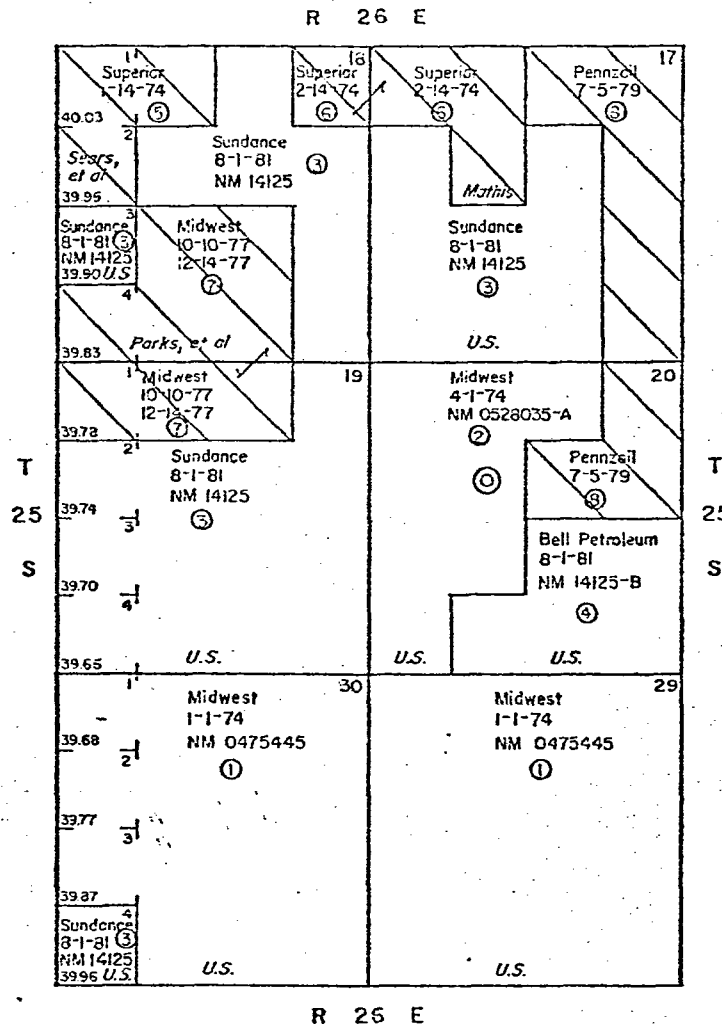 R 26 E
1
Superior
1-14-74
⑤
40.03
18
Superior
2-14-74
⑥
Superior
2-14-74
⑥
17
Pennzoil
7-5-79
⑧
2
Sears,
et al
39.95
Sundance
8-1-81
NM 14125
③
Mathis
3
Sundance
8-1-81 ③
NM 14125
39.90 U.S
Midwest
10-10-77
12-14-77
⑦
Sundance
8-1-81
NM 14125
③
U.S.
4
Parks, et al
39.83
1
Midwest
10-10-77
12-14-77
⑦
39.78
19
Midwest
4-1-74
NM 0528035-A
②
20
2
Sundance
8-1-81
NM 14125
③
Pennzoil
7-5-79
⑧
T
25
S
39.74
3
T
25
S
Bell Petroleum
8-1-81
NM 14125-B
④
39.70
4
39.65
U.S.
U.S.
U.S.
1
30
Midwest
1-1-74
NM 0475445
①
29
Midwest
1-1-74
NM 0475445
①
39.68
2
39.77
3
39.87
4
Sundance
8-1-81 ③
NM 14125
39.96 U.S.
U.S.
U.S.
R 26 E